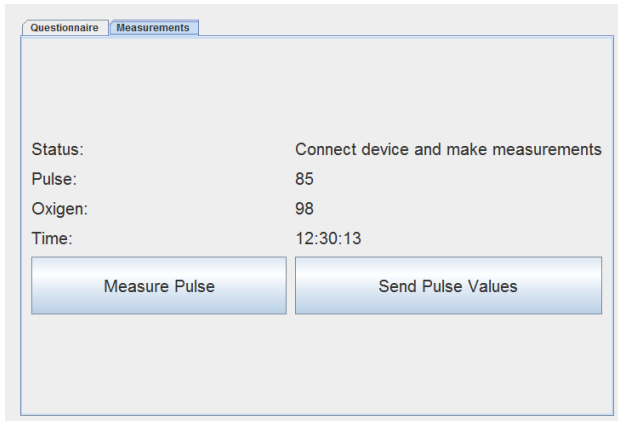 Questionnaire Measurements
Status: Connect device and make measurements
Pulse: 85
Oxigen: 98
Time: 12:30:13
Measure Pulse Send Pulse Values